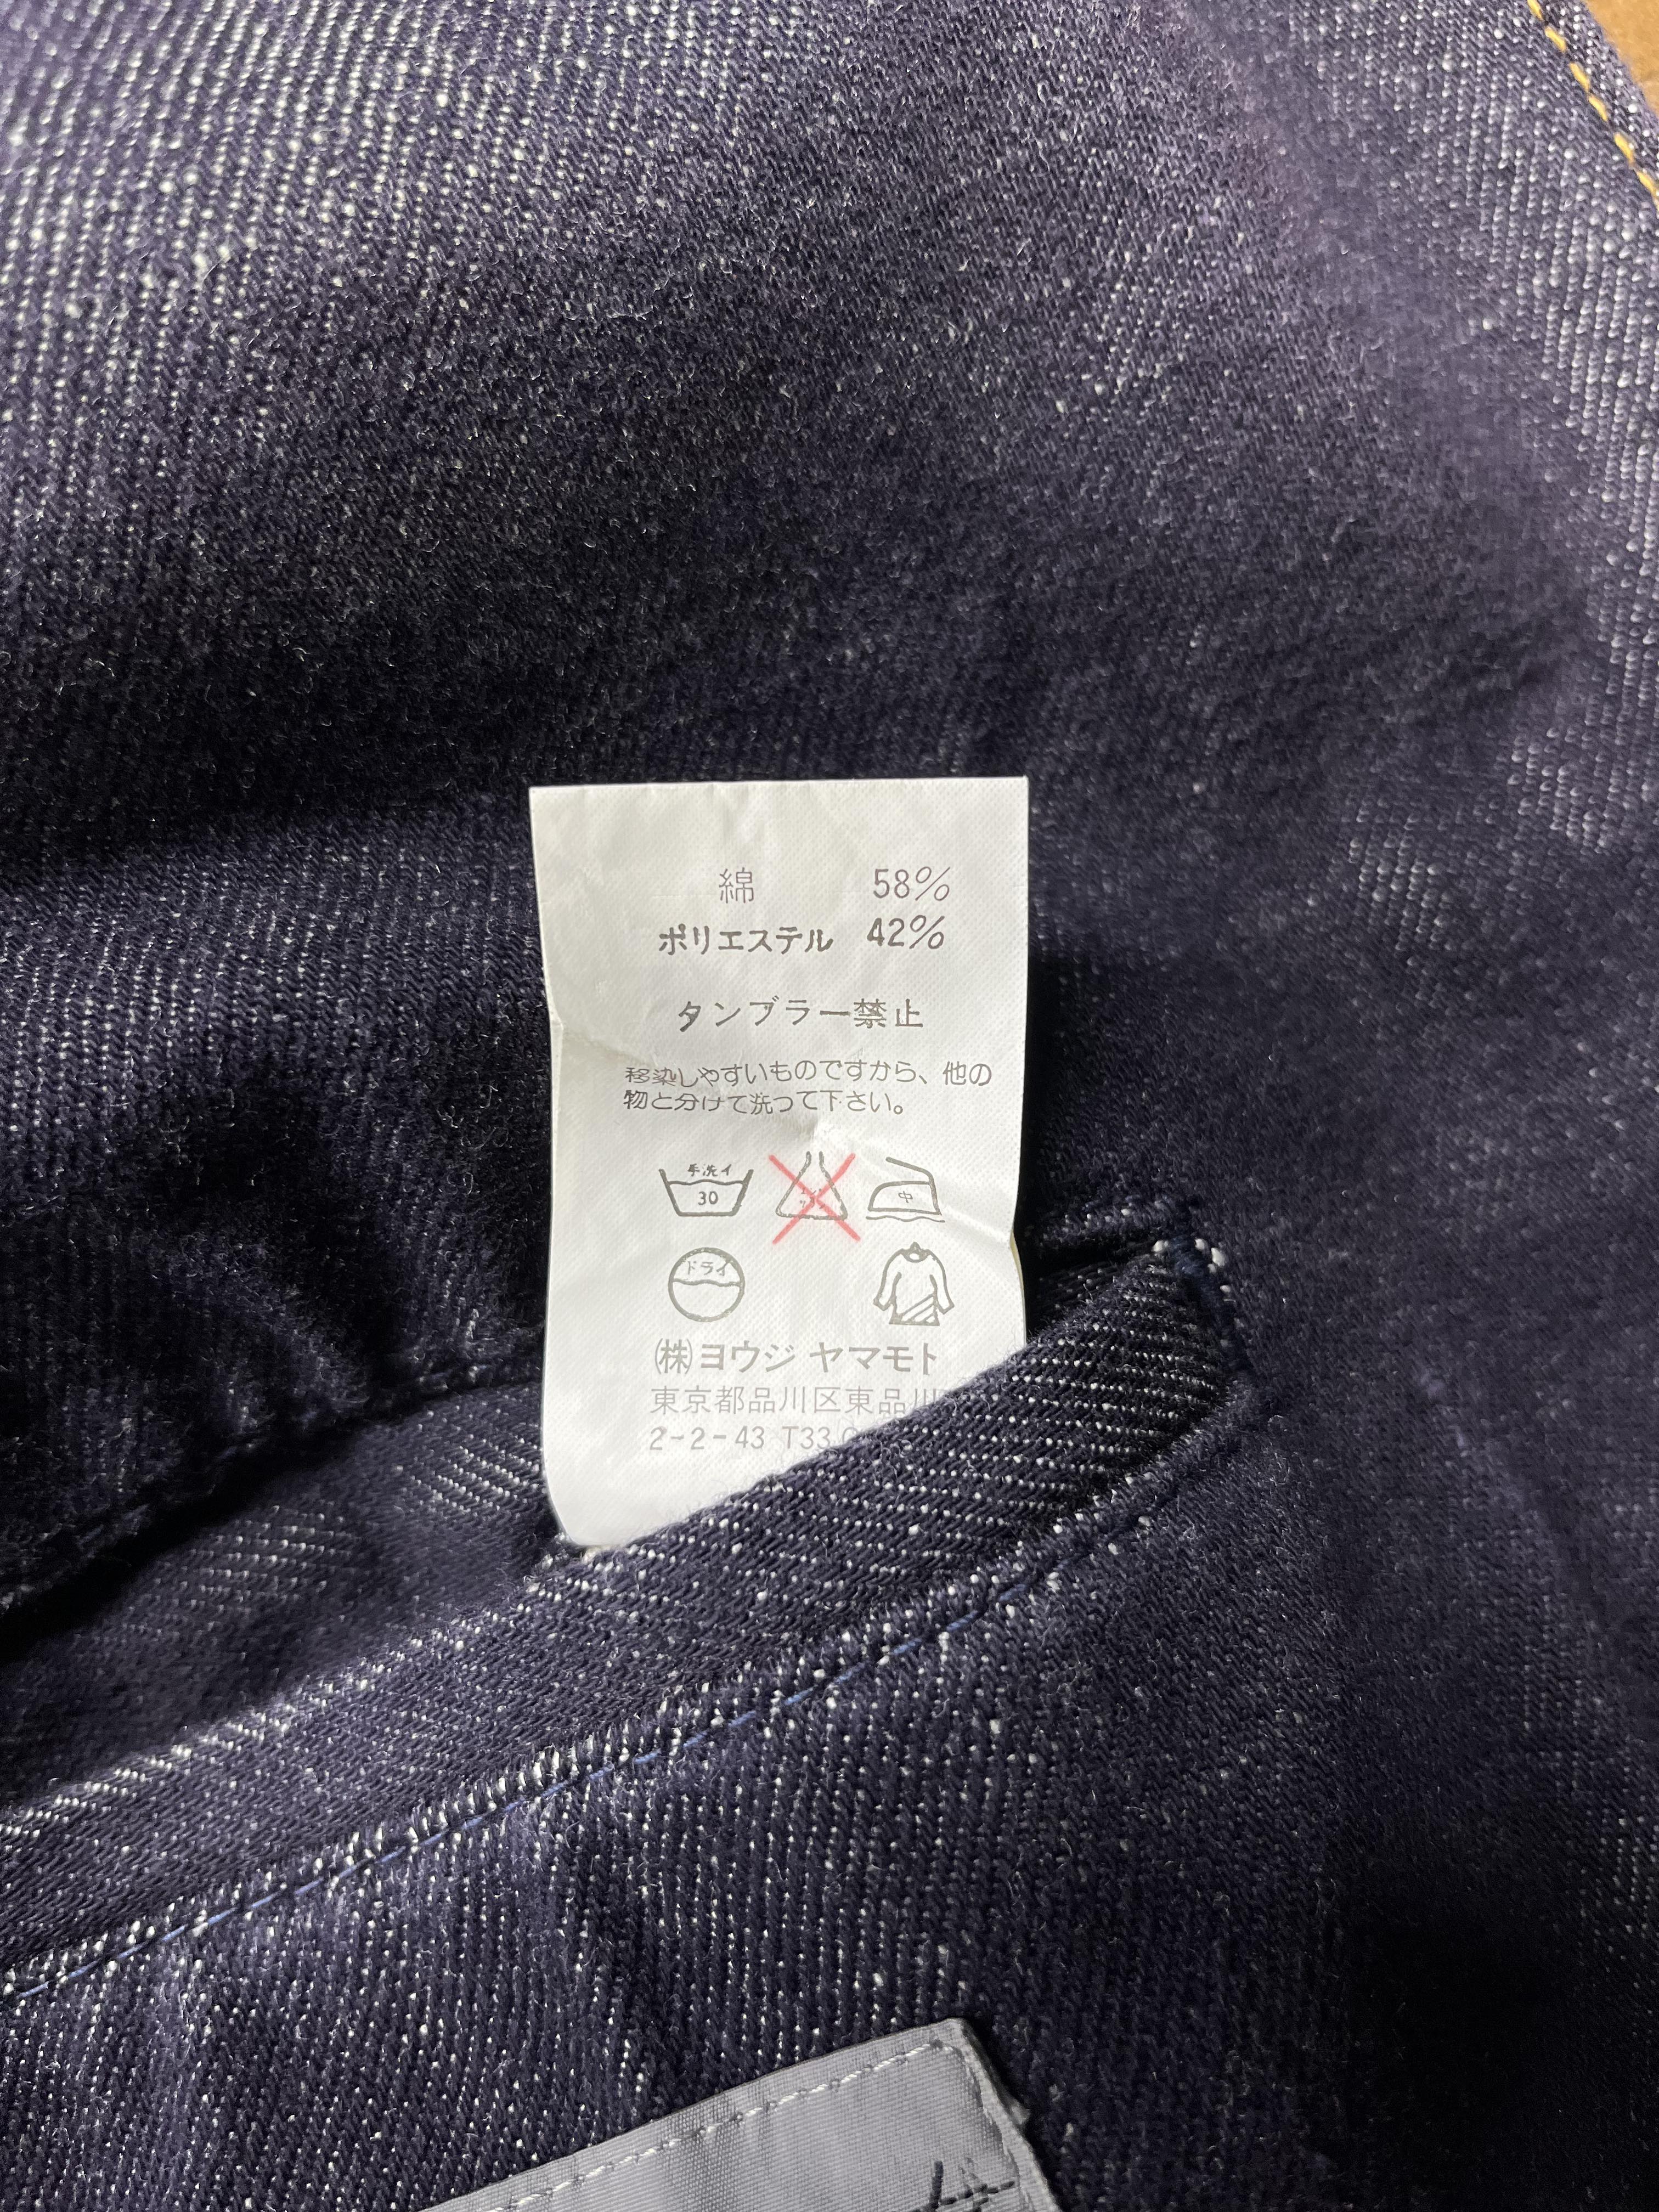 綿 58%
ポリエステル 42%
タンブラー禁止
移染しやすいものですから、他の
物と分けて洗って下さい。
手洗イ
30
中
ドライ
(株)ヨウジ ヤマモト
東京都品川区東品川
2-2-43 T33